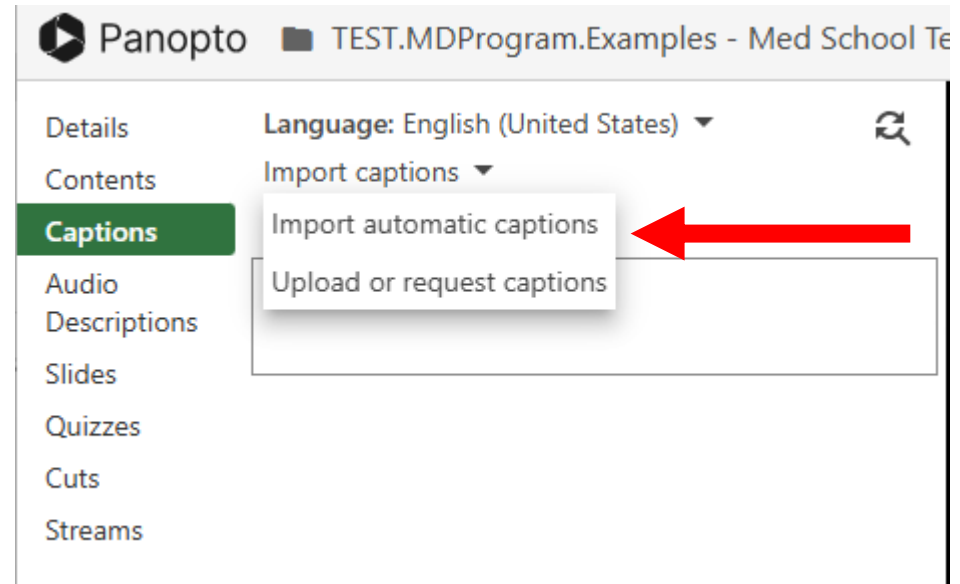 Panopto TEST.MDProgram.Examples - Med School Te
Details
Contents
Captions
Audio
Descriptions
Slides
Quizzes
Cuts
Streams
Language: English (United States)
Import captions
Import automatic captions
Upload or request captions